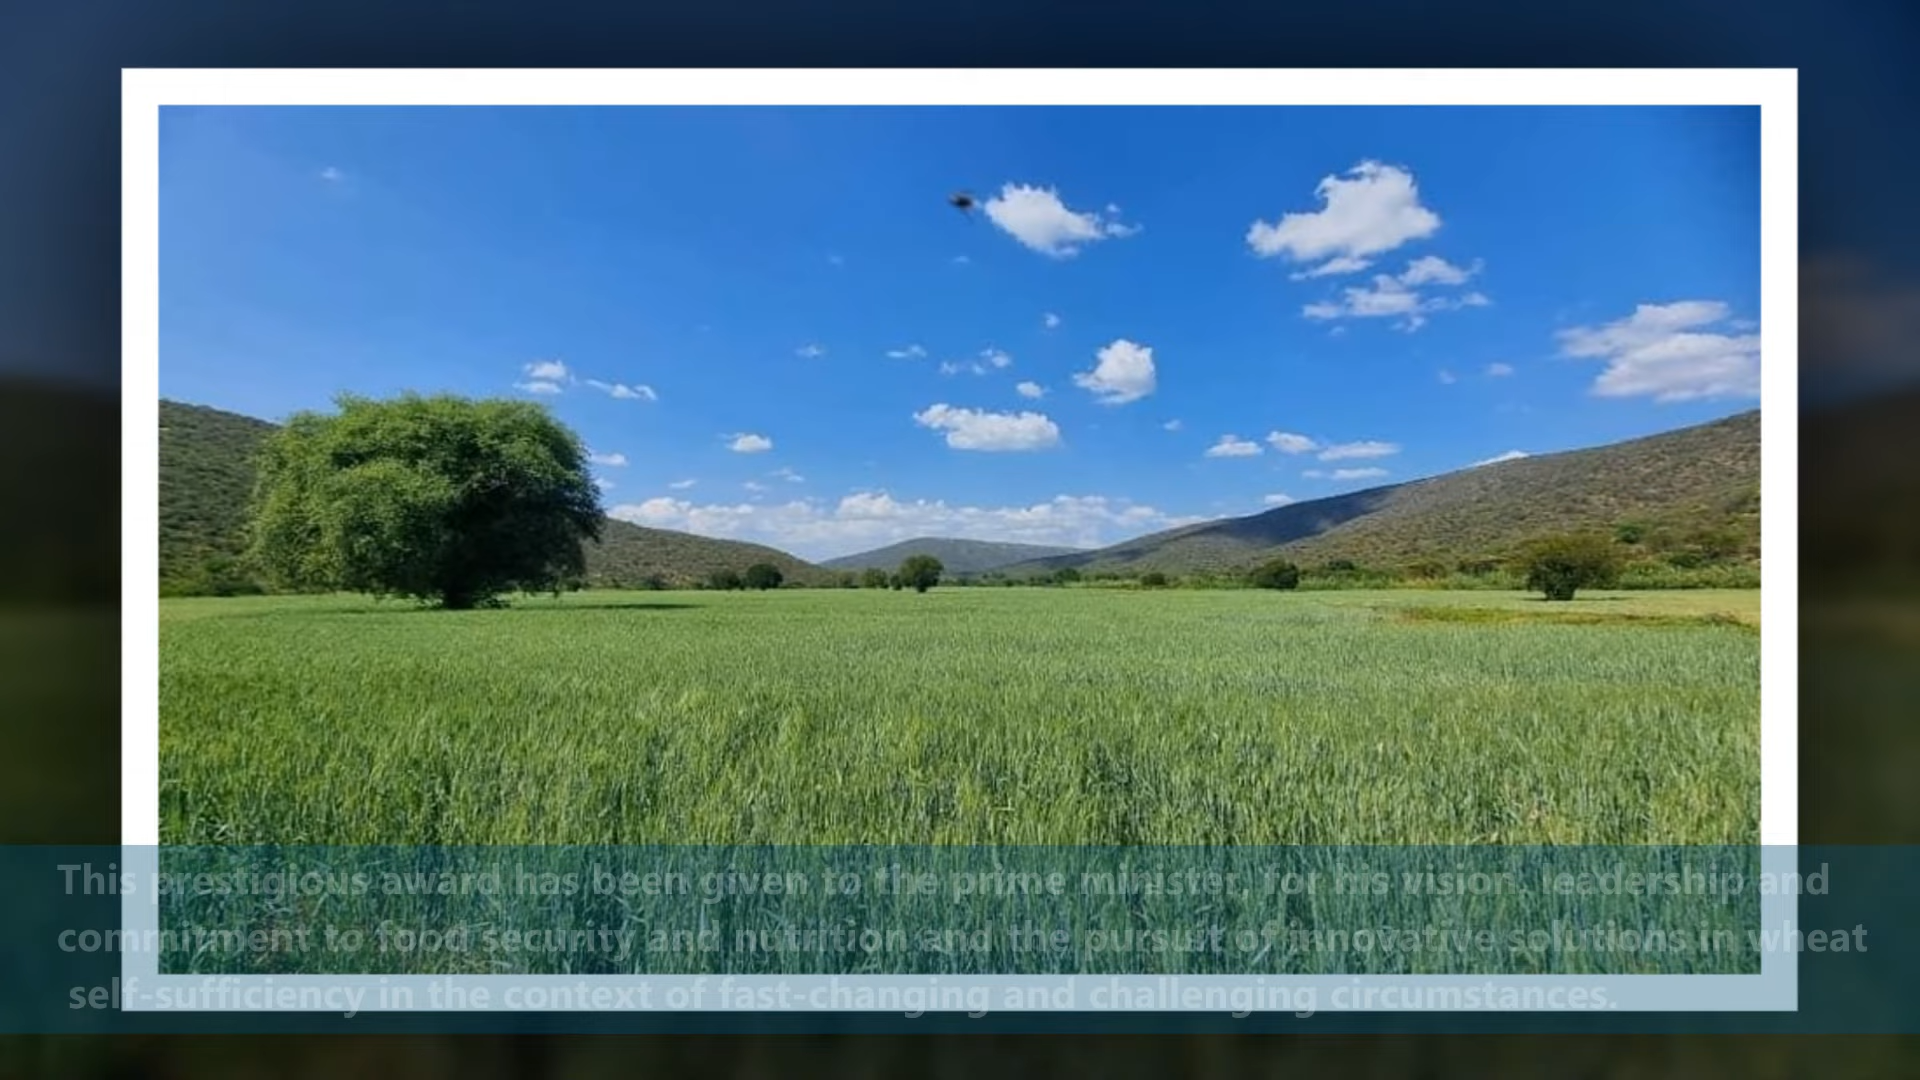 This prestigious award has been given to the prime minister, for his vision, leadership and
commitment to food security and nutrition and the pursuit of innovative solutions in wheat
self-sufficiency in the context of fast-changing and challenging circumstances.